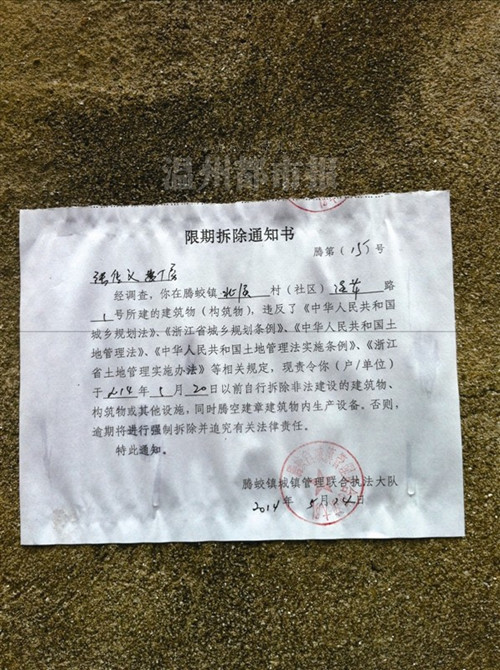 温州都市报
限期拆除通知书
腾第(155号
经调查,你在腾蛟镇北垟村(社区)路
1号所建的建筑物(构筑物),违反了《中华人民共和国
城乡规划法》、《浙江省城乡规划条例》、《中华人民共和国土
地管理法》、《中华人民共和国土地管理法实施条例》、《浙江
省土地管理实施办法》等相关规定,现责令你(户/单位)
于2014年5月20日以前自行拆除非法建设的建筑物、
构筑物或其他设施,同时腾空建章建筑物内生产设备。否则,
逾期将进行强制拆除并追究有关法律责任。
特此通知。
腾蛟镇城镇管理联合执法大队
2014年5月14日